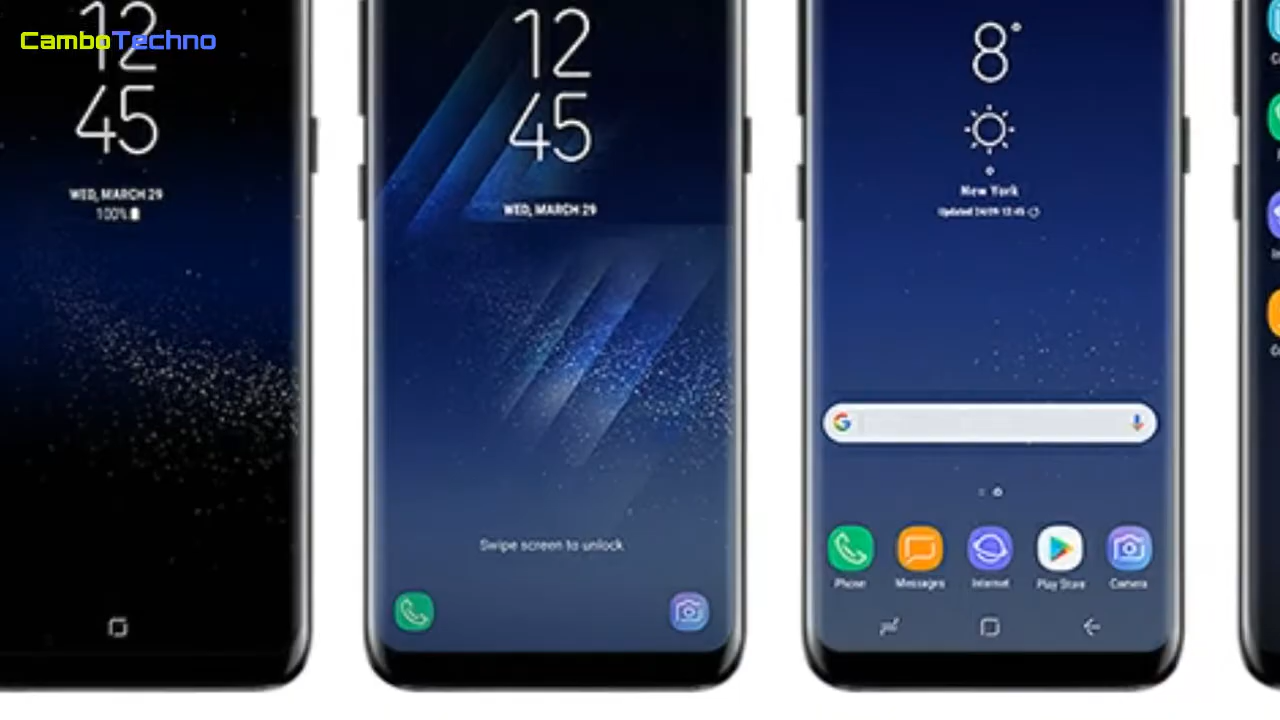 CamboTechno
12
45
WED, MARCH 29
100%
12
45
WED, MARCH 29
Swipe screen to unlock
8°
New York
Updated
Phone
Messages
Internet
Play Store
Camera